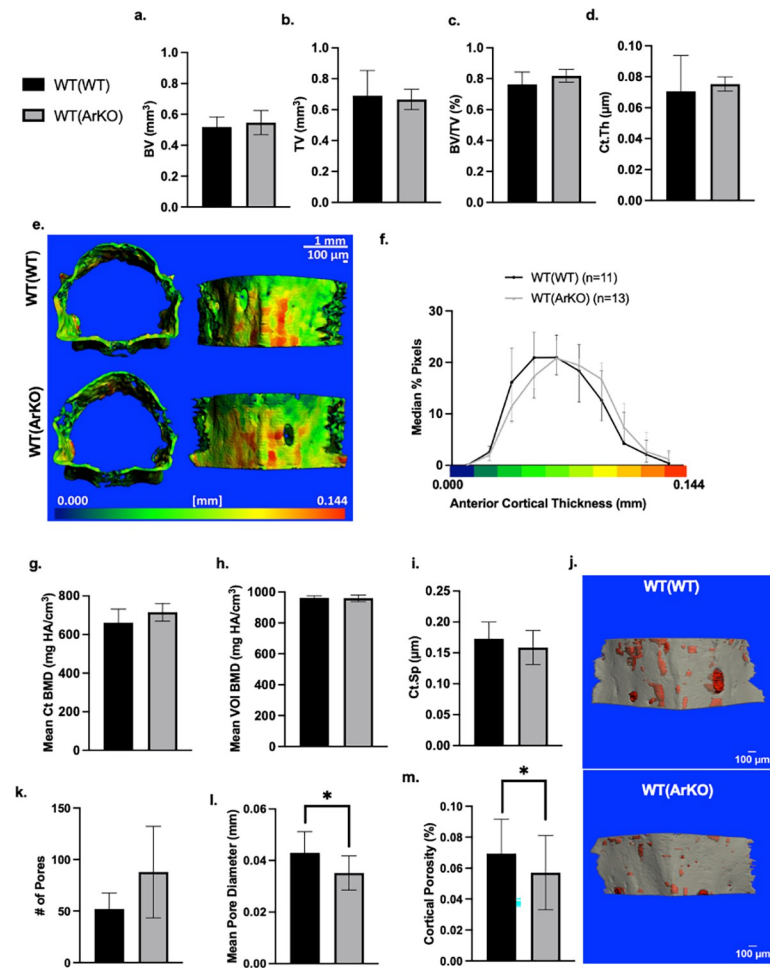 a.
b.
c.
d.
WT(WT)
WT(ArKO)
BV (mm³)
1.0
0.8
0.6
0.4
0.2
0.0
TV (mm³)
1.0
0.8
0.6
0.4
0.2
0.0
BV/TV (%)
1.0
0.8
0.6
0.4
0.2
0.0
Ct.Th (µm)
0.10
0.08
0.06
0.04
0.02
0.00
e.
WT(WT)
WT(ArKO)
1 mm
100 µm
0.000 [mm] 0.144
f.
WT(WT) (n=11)
WT(ArKO) (n=13)
Median % Pixels
30
20
10
0
0.000 0.144
Anterior Cortical Thickness (mm)
g.
Mean Ct BMD (mg HA/cm³)
800
600
400
200
0
h.
Mean VOI BMD (mg HA/cm³)
1000
800
600
400
200
0
i.
Ct.Sp (µm)
0.25
0.20
0.15
0.10
0.05
0.00
j.
WT(WT)
100 µm
WT(ArKO)
100 µm
k.
# of Pores
150
100
50
0
l.
Mean Pore Diameter (mm)
0.06
0.04
0.02
0.00
*
m.
Cortical Porosity (%)
0.10
0.08
0.06
0.04
0.02
0.00
*